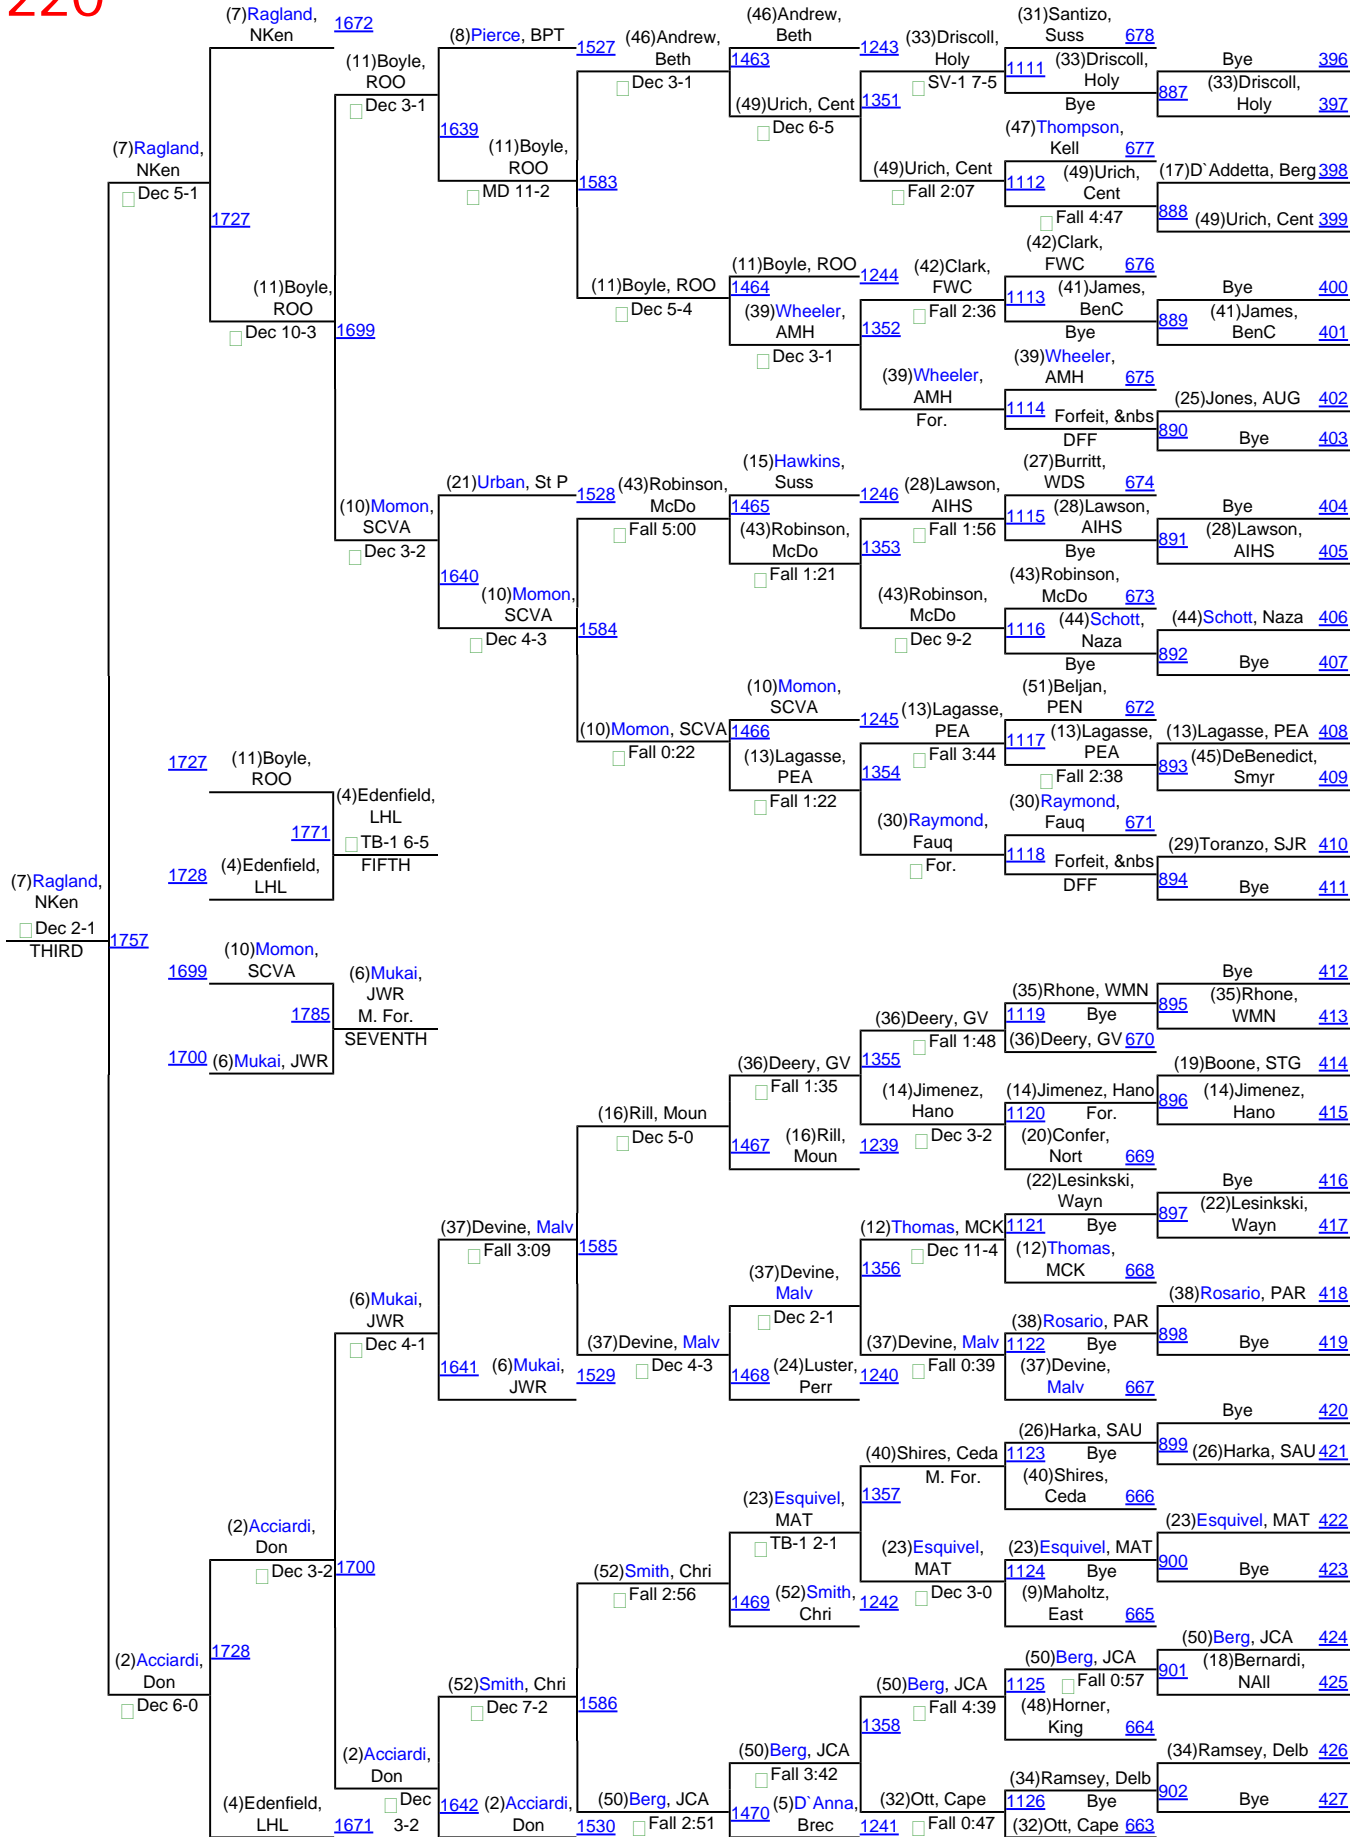 220
(7)Ragland,
NKen
1672
(11)Boyle,
ROO
Dec 3-1
(7)Ragland,
NKen
Dec 5-1
1727
(11)Boyle,
ROO
Dec 10-3
1699
(10)Momon,
SCVA
Dec 3-2
(8)Pierce, BPT
1527
1639
(11)Boyle,
ROO
MD 11-2
1583
(46)Andrew,
Beth
Dec 3-1
(11)Boyle, ROO
Dec 5-4
(46)Andrew,
Beth
1243
1463
(49)Urich, Cent
Dec 6-5
1351
(33)Driscoll,
Holy
SV-1 7-5
(49)Urich, Cent
Fall 2:07
(31)Santizo,
Suss
678
1111
(33)Driscoll,
Holy
Bye
887
Bye
396
(33)Driscoll,
Holy
397
(47)Thompson,
Kell
677
1112
(49)Urich,
Cent
Fall 4:47
888
(17)D`Addetta, Berg
398
(49)Urich, Cent
399
(11)Boyle, ROO
1244
1464
(39)Wheeler,
AMH
Dec 3-1
1352
(42)Clark,
FWC
Fall 2:36
(39)Wheeler,
AMH
For.
(42)Clark,
FWC
676
1113
(41)James,
BenC
Bye
889
Bye
400
(41)James,
BenC
401
(39)Wheeler,
AMH
675
1114
Forfeit, &nbs
DFF
890
(25)Jones, AUG
402
Bye
403
(21)Urban, St P
1528
1640
(10)Momon,
SCVA
Dec 4-3
1584
(43)Robinson,
McDo
Fall 5:00
(10)Momon, SCVA
Fall 0:22
(15)Hawkins,
Suss
1246
1465
(43)Robinson,
McDo
Fall 1:21
1353
(28)Lawson,
AIHS
Fall 1:56
(43)Robinson,
McDo
Dec 9-2
(27)Burritt,
WDS
674
1115
(28)Lawson,
AIHS
Bye
891
Bye
404
(28)Lawson,
AIHS
405
(43)Robinson,
McDo
673
1116
(44)Schott,
Naza
Bye
892
(44)Schott, Naza
406
Bye
407
(10)Momon,
SCVA
1245
1466
(13)Lagasse,
PEA
Fall 1:22
1354
(13)Lagasse,
PEA
Fall 3:44
(30)Raymond,
Fauq
For.
(51)Beljan,
PEN
672
1117
(13)Lagasse,
PEA
Fall 2:38
893
(13)Lagasse, PEA
408
(45)DeBenedict,
Smyr
409
(30)Raymond,
Fauq
671
1118
Forfeit, &nbs
DFF
894
(29)Toranzo, SJR
410
Bye
411
1727
(11)Boyle,
ROO
1771
(4)Edenfield,
LHL
TB-1 6-5
FIFTH
1728
(4)Edenfield,
LHL
(7)Ragland,
NKen
Dec 2-1
THIRD
1757
1699
(10)Momon,
SCVA
1785
(6)Mukai,
JWR
M. For.
SEVENTH
1700
(6)Mukai, JWR
(36)Deery, GV
Fall 1:35
(16)Rill, Moun
Dec 5-0
1467
(16)Rill,
Moun
1239
(36)Deery, GV
Fall 1:48
1355
(14)Jimenez,
Hano
Dec 3-2
(35)Rhone, WMN
1119
Bye
(36)Deery, GV
670
895
Bye
412
(35)Rhone,
WMN
413
(14)Jimenez, Hano
1120
For.
(20)Confer,
Nort
669
896
(19)Boone, STG
414
(14)Jimenez,
Hano
415
(37)Devine, Malv
Fall 3:09
1585
(6)Mukai,
JWR
Dec 4-1
1641
(6)Mukai,
JWR
1529
(37)Devine, Malv
Dec 4-3
(37)Devine,
Malv
Dec 2-1
1468
(24)Luster,
Perr
1240
(12)Thomas, MCK
Dec 11-4
1356
(37)Devine, Malv
Fall 0:39
(22)Lesinkski,
Wayn
1121
Bye
(12)Thomas,
MCK
668
897
Bye
416
(22)Lesinkski,
Wayn
417
(38)Rosario, PAR
1122
Bye
(37)Devine,
Malv
667
898
(38)Rosario, PAR
418
Bye
419
(2)Acciardi,
Don
Dec 3-2
1700
(52)Smith, Chri
Fall 2:56
(23)Esquivel,
MAT
TB-1 2-1
1469
(52)Smith,
Chri
1242
(40)Shires, Ceda
M. For.
1357
(23)Esquivel,
MAT
Dec 3-0
(26)Harka, SAU
1123
Bye
(40)Shires,
Ceda
666
899
Bye
420
(26)Harka, SAU
421
(23)Esquivel, MAT
1124
Bye
(9)Maholtz,
East
665
900
(23)Esquivel, MAT
422
Bye
423
(2)Acciardi,
Don
Dec 6-0
1728
(4)Edenfield,
LHL
1671
(2)Acciardi,
Don
Dec
3-2
(52)Smith, Chri
Dec 7-2
1586
1642
(2)Acciardi,
Don
1530
(50)Berg, JCA
Fall 2:51
(50)Berg, JCA
Fall 3:42
1470
(5)D`Anna,
Brec
1241
(50)Berg, JCA
Fall 4:39
1358
(32)Ott, Cape
Fall 0:47
(50)Berg, JCA
1125
Fall 0:57
(48)Horner,
King
664
901
(50)Berg, JCA
424
(18)Bernardi,
NAll
425
(34)Ramsey, Delb
1126
Bye
(32)Ott, Cape
663
902
(34)Ramsey, Delb
426
Bye
427